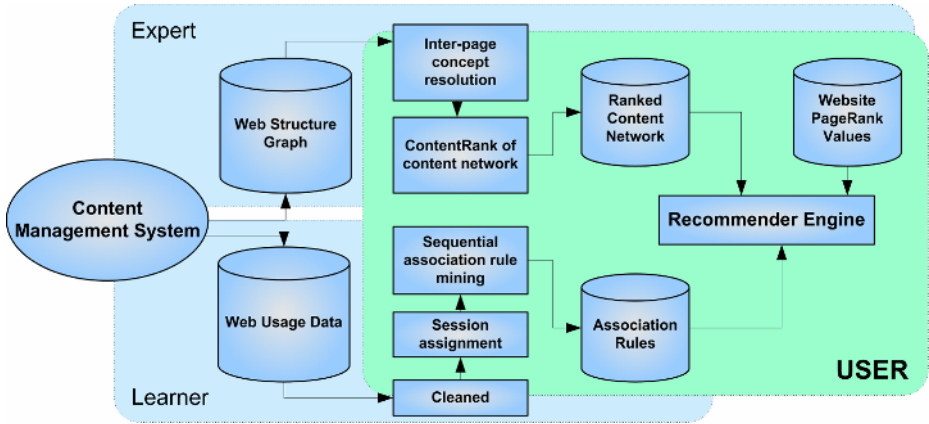 Expert
Inter-page
concept
resolution
Web Structure
Graph
ContentRank of
content network
Ranked
Content
Network
Website
PageRank
Values
Content
Management System
Recommender Engine
Sequential
association rule
mining
Web Usage Data
Session
assignment
Association
Rules
Cleaned
USER
Learner